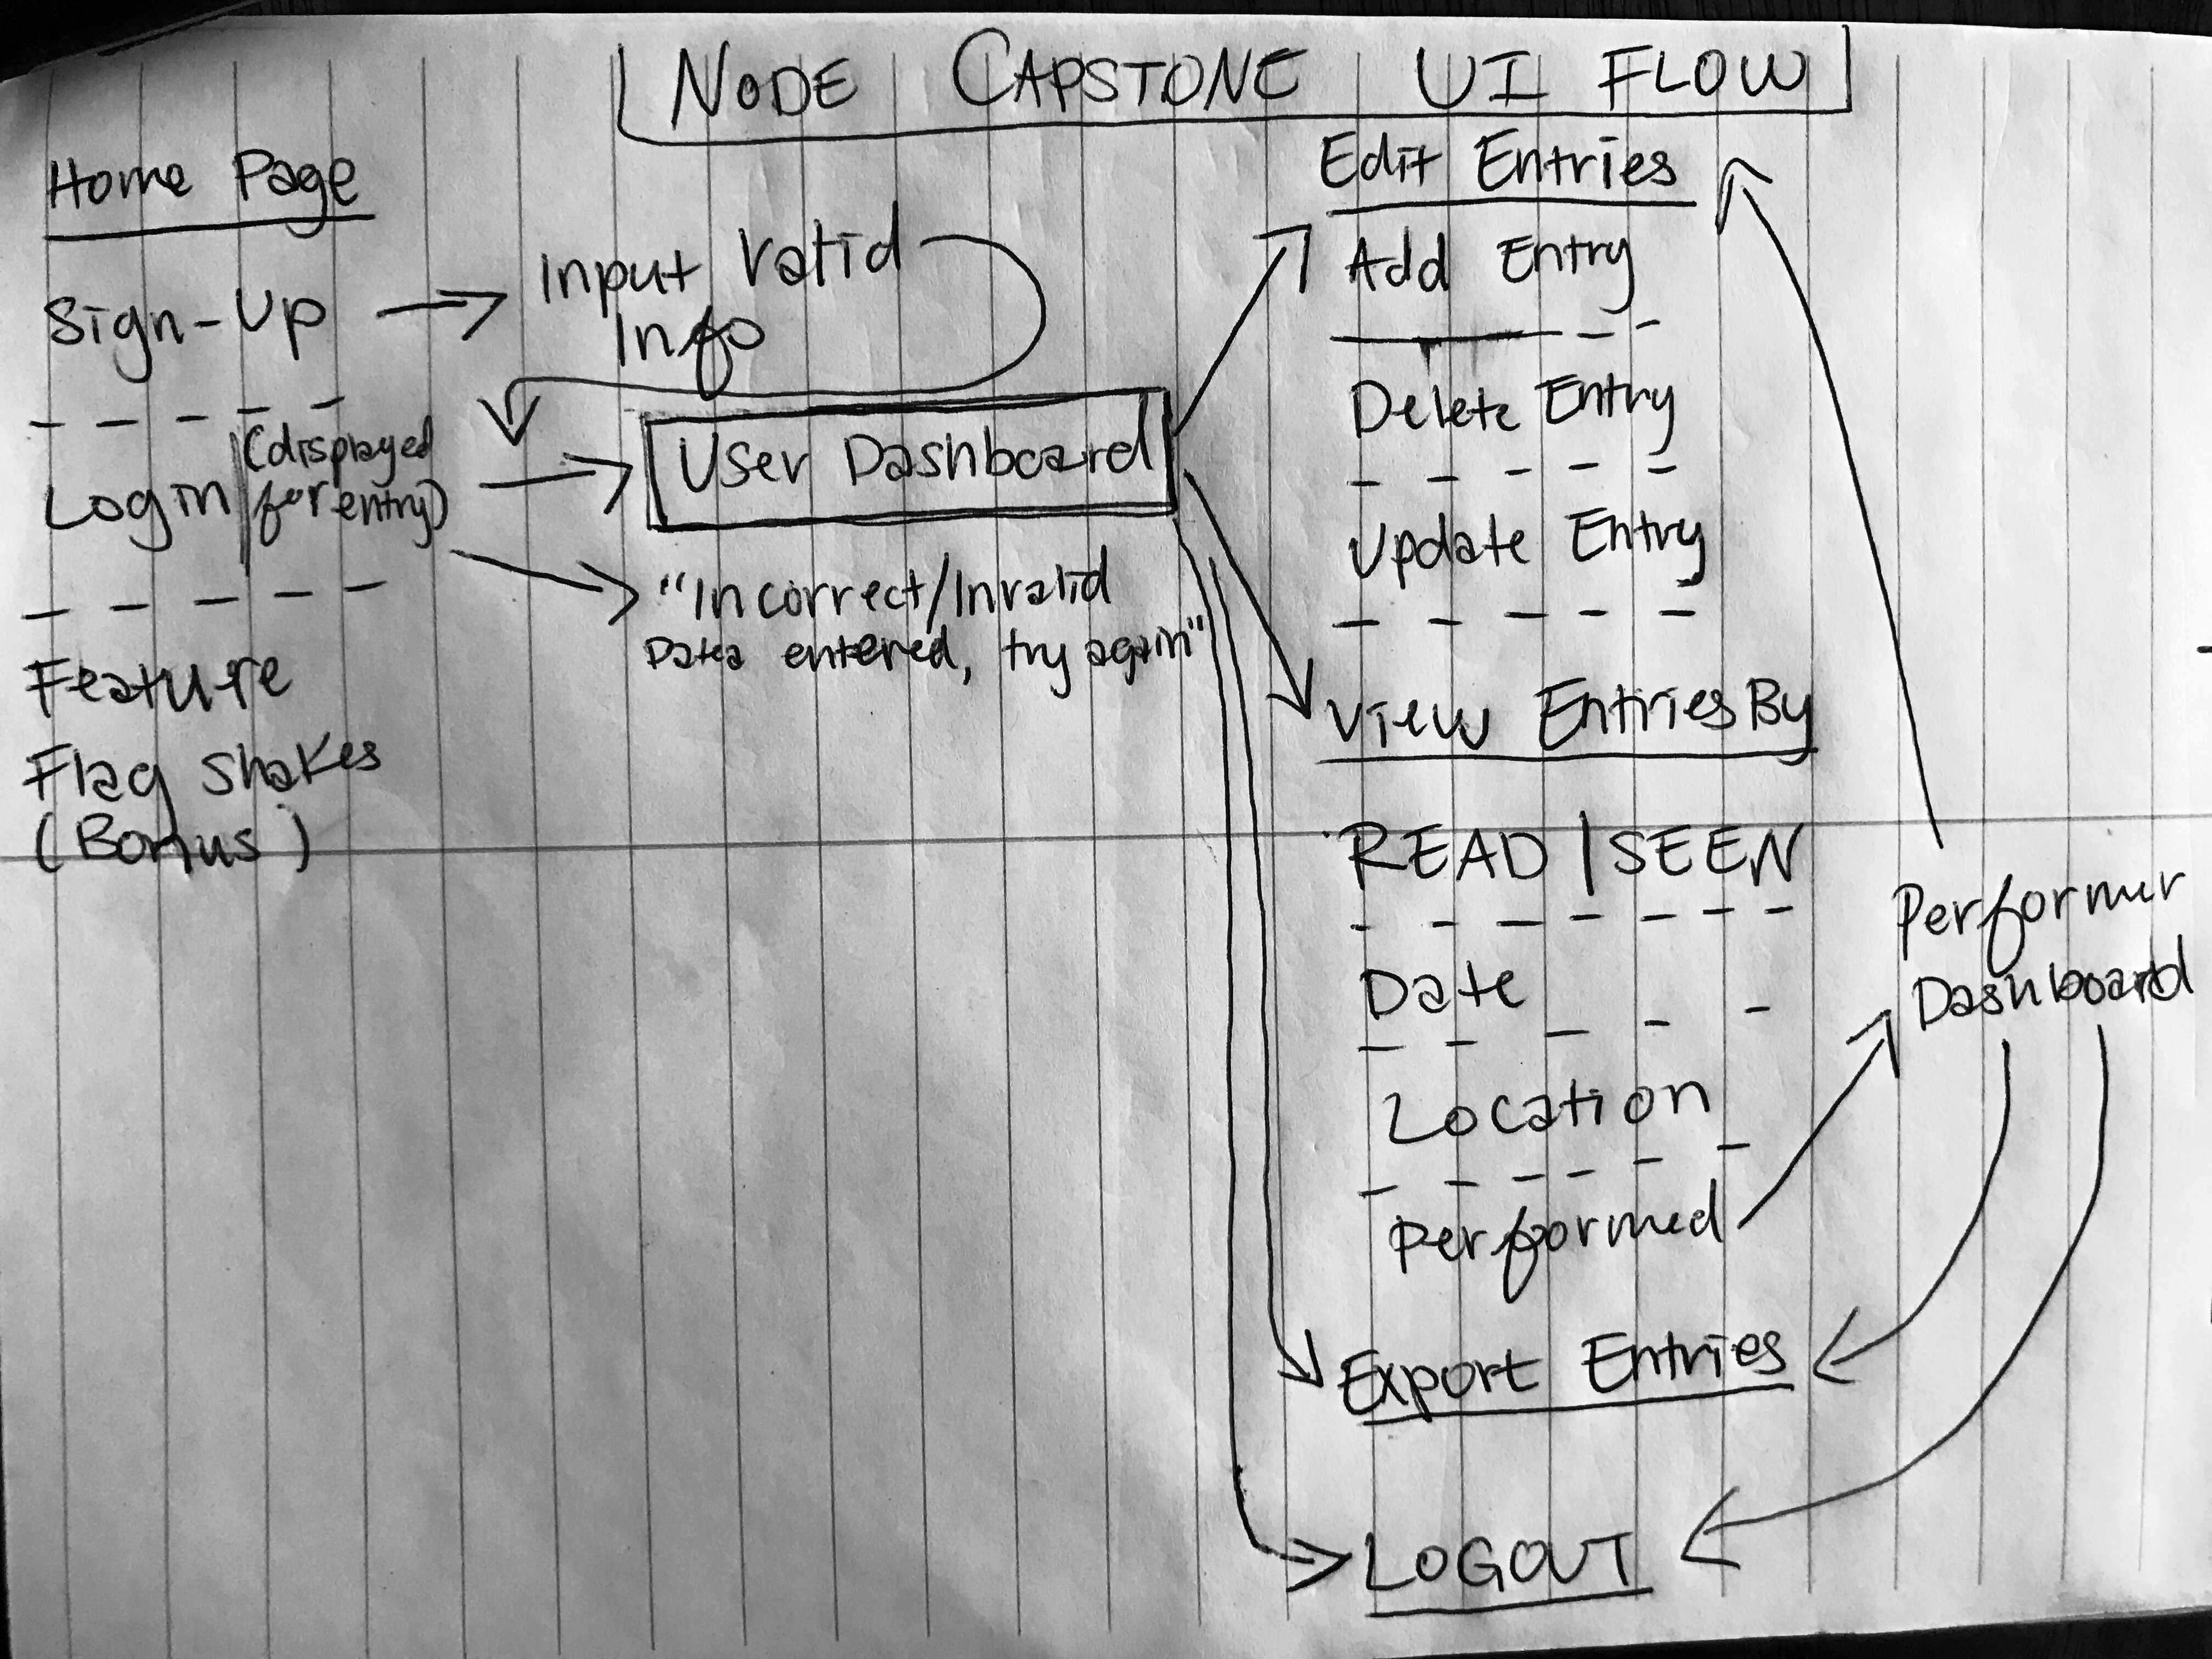 NODE CAPSTONE UI FLOW
Home Page
Sign-Up
Login (displayed
for entry)
Feature
Flag Shakes
(Bonus)
Input Valid
Info
User Dashboard
"Incorrect/Invalid
Data entered, try again"
Edit Entries
Add Entry
Delete Entry
Update Entry
View Entries By
READ | SEEN
Date
Location
Performed
Export Entries
LOGOUT
Performer
Dashboard